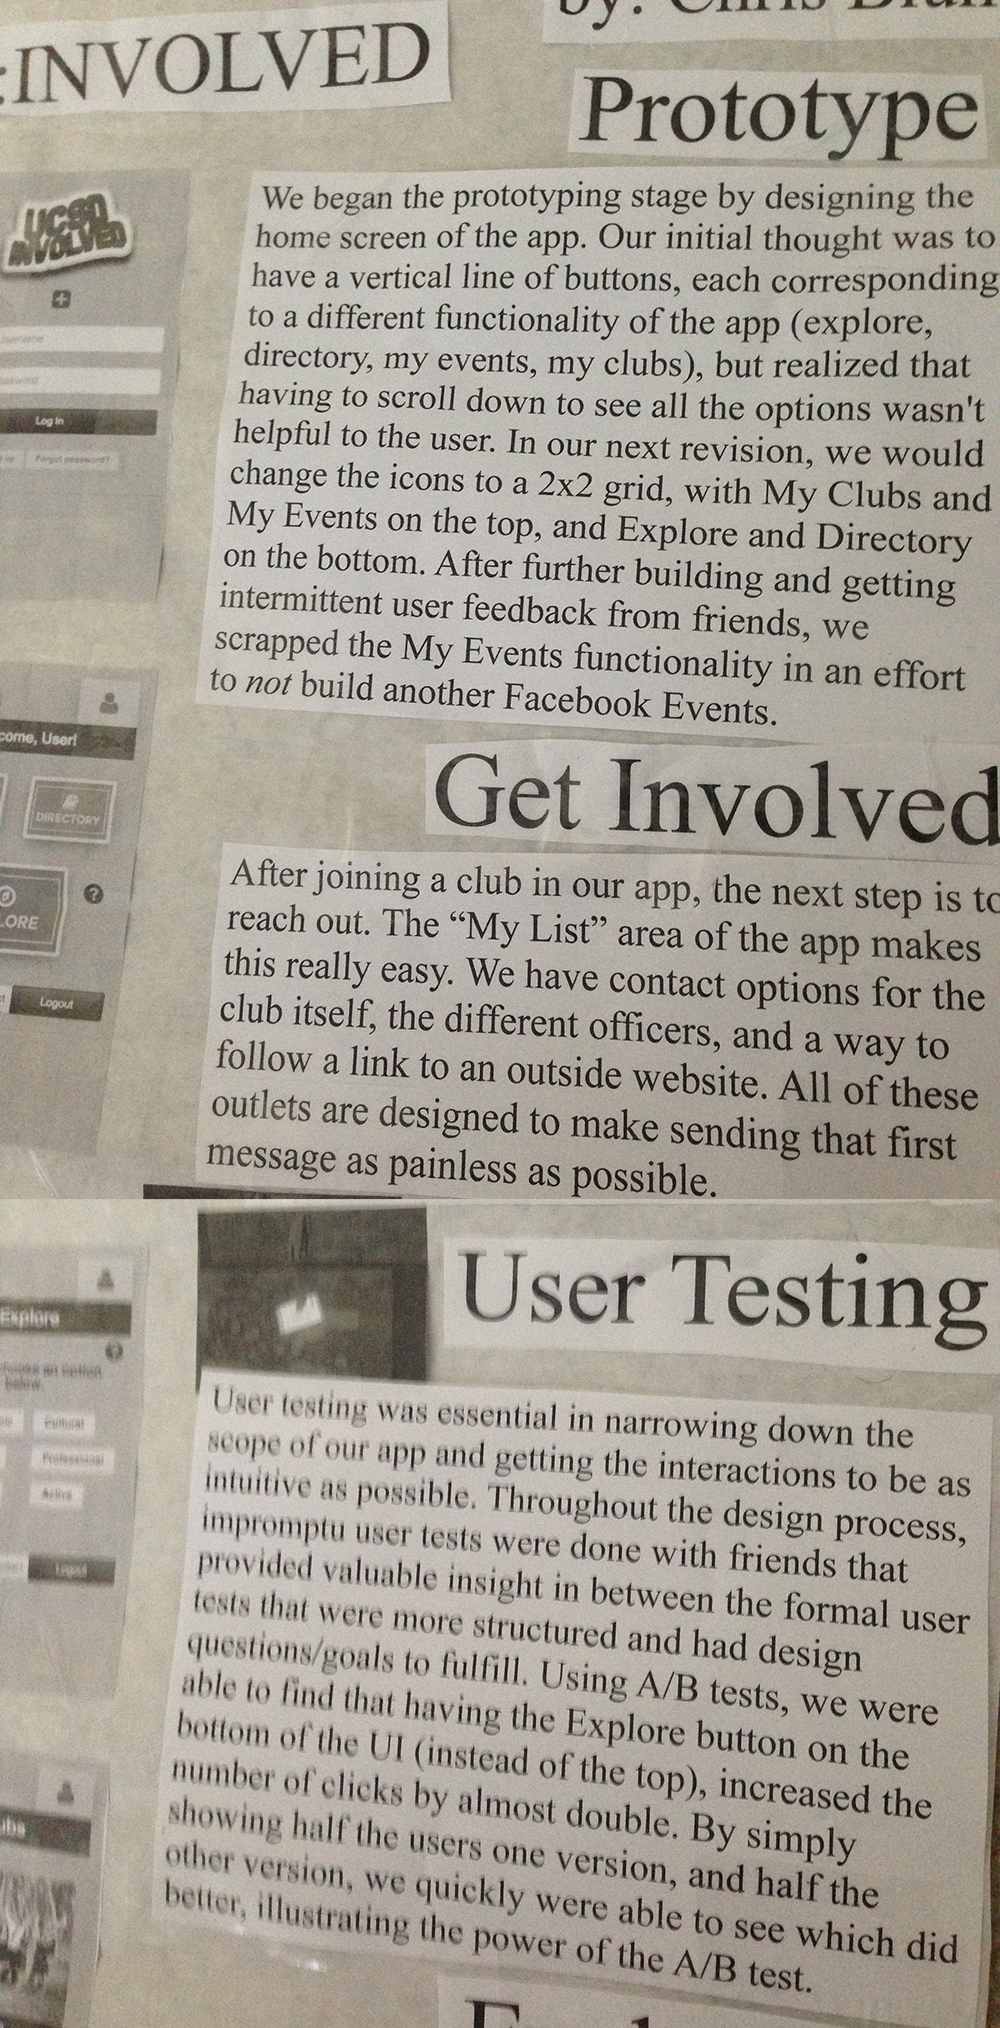 :INVOLVED
by: Chris
Prototype
UCSD
INVOLVED
Log In
Forgot password?
We began the prototyping stage by designing the
home screen of the app. Our initial thought was to
have a vertical line of buttons, each corresponding
to a different functionality of the app (explore,
directory, my events, my clubs), but realized that
having to scroll down to see all the options wasn't
helpful to the user. In our next revision, we would
change the icons to a 2x2 grid, with My Clubs and
My Events on the top, and Explore and Directory
on the bottom. After further building and getting
intermittent user feedback from friends, we
scrapped the My Events functionality in an effort
to not build another Facebook Events.
come, User!
DIRECTORY
LORE
Logout
Get Involved
After joining a club in our app, the next step is to
reach out. The “My List” area of the app makes
this really easy. We have contact options for the
club itself, the different officers, and a way to
follow a link to an outside website. All of these
outlets are designed to make sending that first
message as painless as possible.
User Testing
Explore
choose an option
below.
Cultural
Professional
Active
Logout
User testing was essential in narrowing down the
scope of our app and getting the interactions to be as
intuitive as possible. Throughout the design process,
impromptu user tests were done with friends that
provided valuable insight in between the formal user
tests that were more structured and had design
questions/goals to fulfill. Using A/B tests, we were
able to find that having the Explore button on the
bottom of the UI (instead of the top), increased the
number of clicks by almost double. By simply
showing half the users one version, and half the
other version, we quickly were able to see which did
better, illustrating the power of the A/B test.